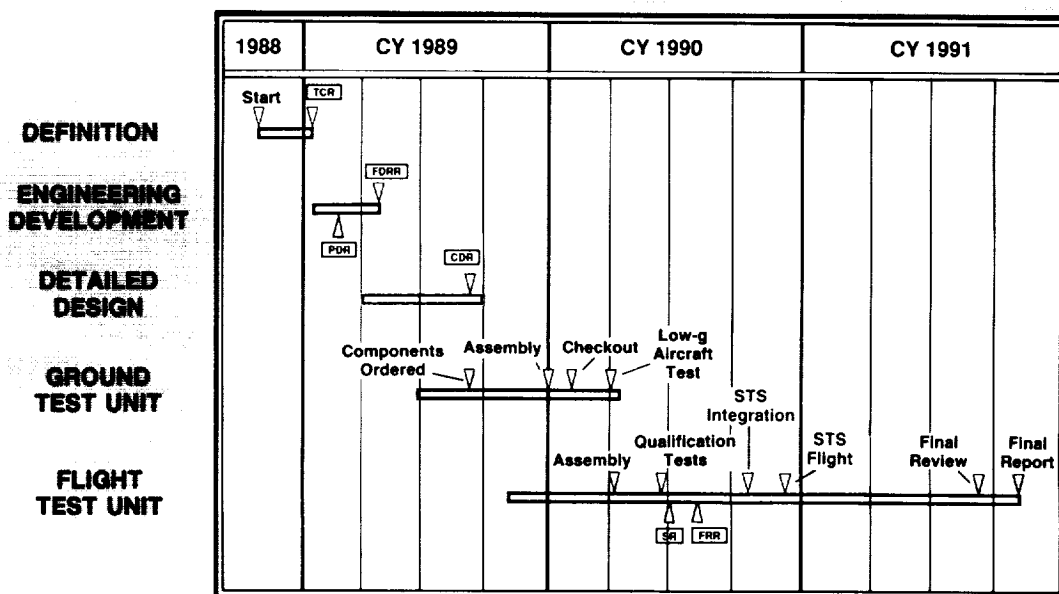 1988 CY 1989 CY 1990 CY 1991
Start TCR
DEFINITION
FDRR
ENGINEERING
DEVELOPMENT
PDR
CDR
DETAILED
DESIGN
Components
Ordered
Assembly
Checkout
Low-g
Aircraft
Test
GROUND
TEST UNIT
STS
Integration
Assembly
Qualification
Tests
STS
Flight
Final
Review
Final
Report
FLIGHT
TEST UNIT
SR FRR